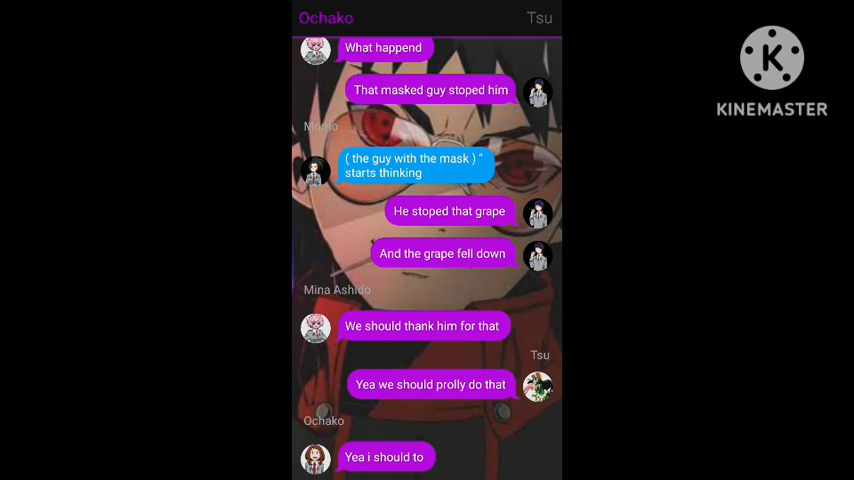 Ochako
Tsu
What happend
That masked guy stoped him
Momo
( the guy with the mask ) "
starts thinking
He stoped that grape
And the grape fell down
Mina Ashido
We should thank him for that
Tsu
Yea we should prolly do that
Ochako
Yea i should to
K
KINEMASTER